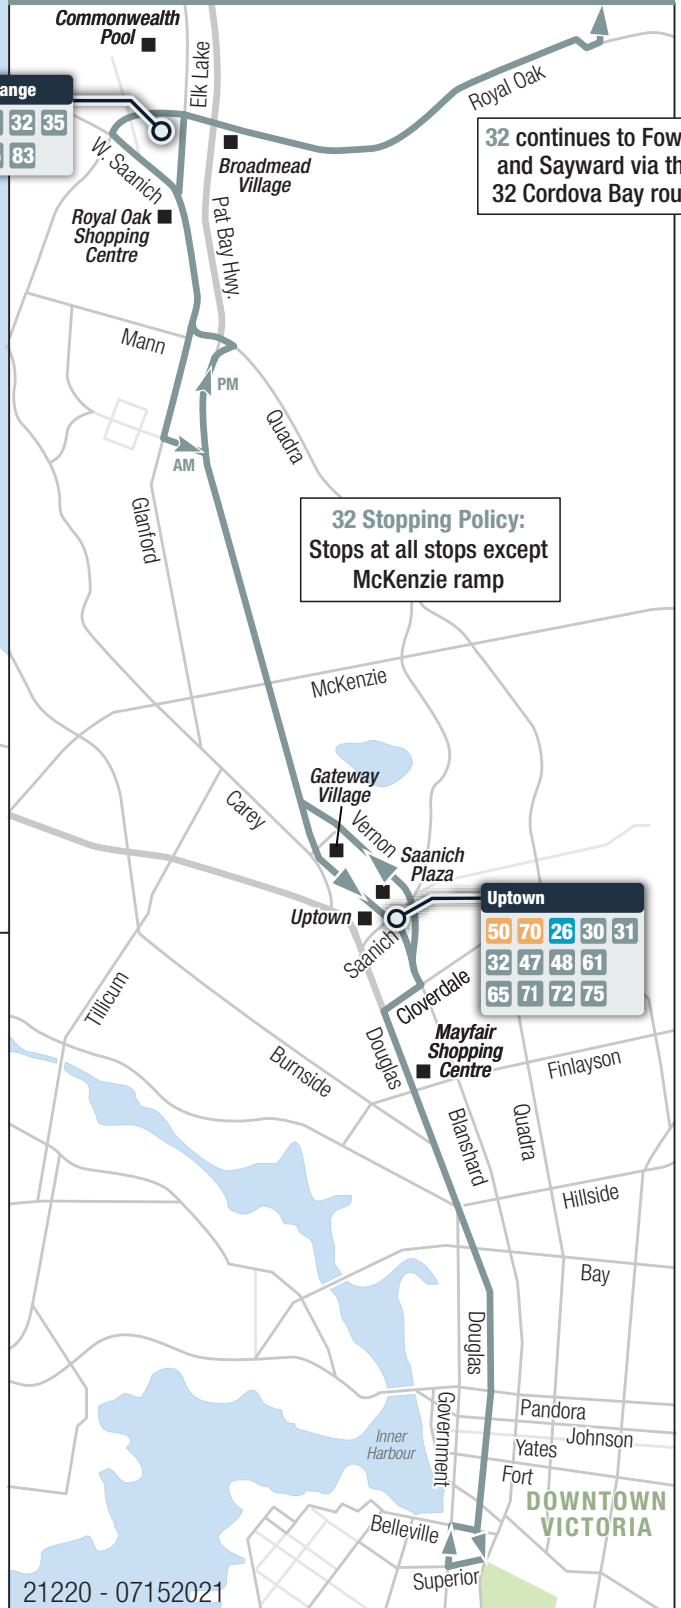 Commonwealth
Pool
Elk Lake
Royal Oak
ange
32 35
83
W. Saanich
Broadmead
Village
32 continues to Fow
and Sayward via th
32 Cordova Bay rou
Royal Oak
Shopping
Centre
Pat Bay Hwy.
Mann
PM
Quadra
AM
Glanford
32 Stopping Policy:
Stops at all stops except
McKenzie ramp
McKenzie
Gateway
Village
Carey
Vernon
Saanich
Plaza
Uptown
Uptown
50 70 26 30 31
32 47 48 61
65 71 72 75
Saanich
Cloverdale
Tillicum
Douglas
Mayfair
Shopping
Centre
Burnside
Finlayson
Blanshard
Quadra
Hillside
Bay
Douglas
Government
Pandora
Johnson
Yates
Inner
Harbour
Fort
DOWNTOWN
VICTORIA
Belleville
Superior
21220 - 07152021